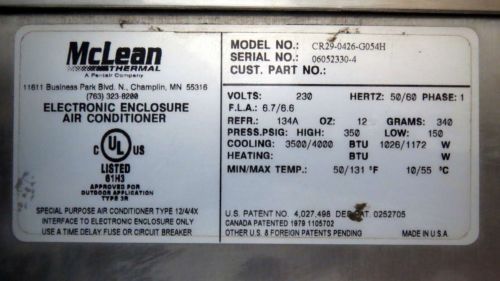 McLean
THERMAL
A Pentair Company
11611 Business Park Blvd. N., Champlin, MN 55316
(763) 323-8200
ELECTRONIC ENCLOSURE
AIR CONDITIONER
C UL US
LISTED
61H3
APPROVED FOR
OUTDOOR APPLICATION
TYPE 3R
SPECIAL PURPOSE AIR CONDITIONER TYPE 12/4/4X
INTERFACE TO ELECTRONIC ENCLOSURE ONLY
USE A TIME DELAY FUSE OR CIRCUIT BREAKER
MODEL NO.: CR29-0426-G054H
SERIAL NO.: 06052330-4
CUST. PART NO.:
VOLTS: 230 HERTZ: 50/60 PHASE: 1
F.L.A.: 6.7/6.6
REFR.: 134A OZ.: 12 GRAMS: 340
PRESS.PSIG: HIGH: 350 LOW: 150
COOLING: 3500/4000 BTU 1026/1172 W
HEATING: BTU W
MIN/MAX TEMP.: 50/131 °F 10/55 °C
U.S. PATENT NO. 4,027,498 DES. PAT. 0252705
CANADA PATENTED 1979 1105702
OTHER U.S. & FOREIGN PATENTS PENDING
MADE IN U.S.A.